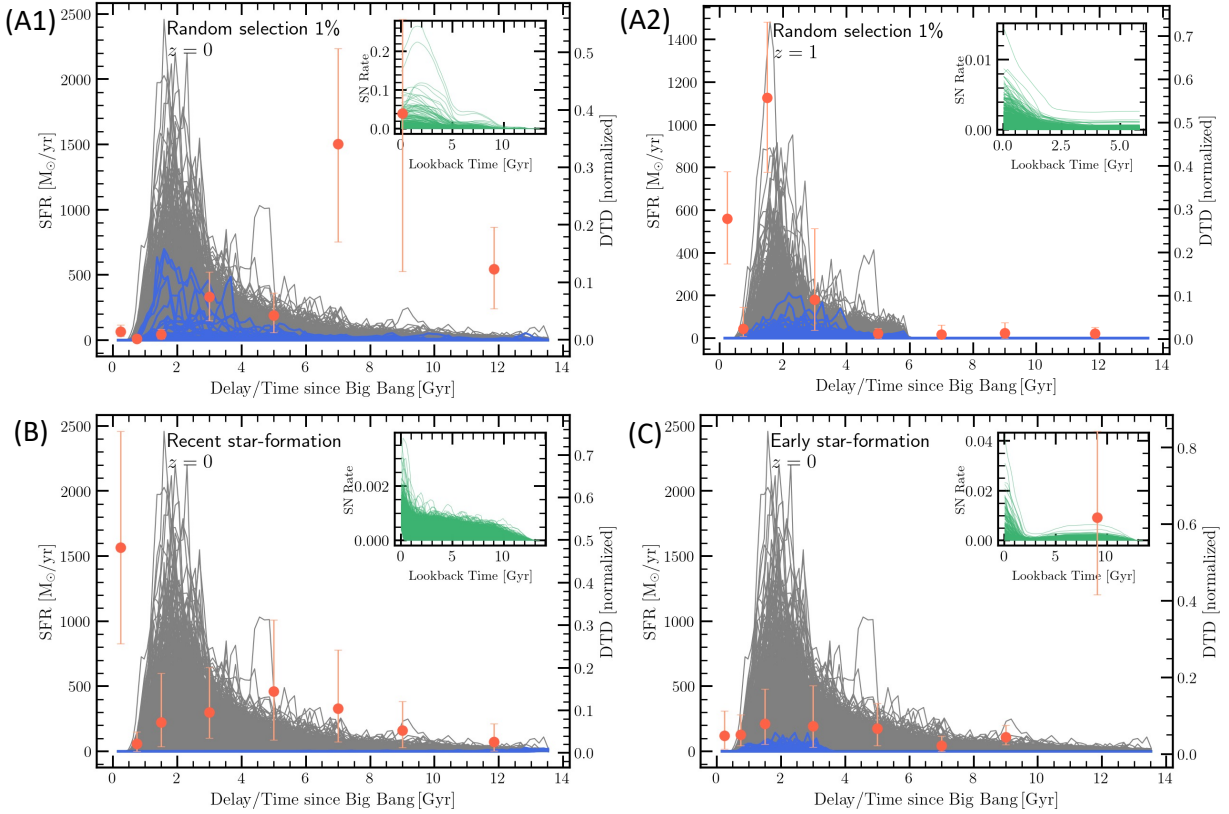 (A1)
Random selection 1%
z = 0
SFR [M⊙/yr]
2500
2000
1500
1000
500
0
0 2 4 6 8 10 12 14
Delay/Time since Big Bang [Gyr]
DTD [normalized]
0.5
0.4
0.3
0.2
0.1
0.0
SN Rate
0.2
0.1
0.0
0 5 10
Lookback Time [Gyr]
(A2)
Random selection 1%
z = 1
SFR [M⊙/yr]
1400
1200
1000
800
600
400
200
0
0 2 4 6 8 10 12 14
Delay/Time since Big Bang [Gyr]
DTD [normalized]
0.7
0.6
0.5
0.4
0.3
0.2
0.1
0.0
SN Rate
0.01
0.00
0.0 2.5 5.0
Lookback Time [Gyr]
(B)
Recent star-formation
z = 0
SFR [M⊙/yr]
2500
2000
1500
1000
500
0
0 2 4 6 8 10 12 14
Delay/Time since Big Bang [Gyr]
DTD [normalized]
0.7
0.6
0.5
0.4
0.3
0.2
0.1
0.0
SN Rate
0.002
0.000
0 5 10
Lookback Time [Gyr]
(C)
Early star-formation
z = 0
SFR [M⊙/yr]
2500
2000
1500
1000
500
0
0 2 4 6 8 10 12 14
Delay/Time since Big Bang [Gyr]
DTD [normalized]
0.8
0.6
0.4
0.2
0.0
SN Rate
0.04
0.02
0.00
0 5 10
Lookback Time [Gyr]